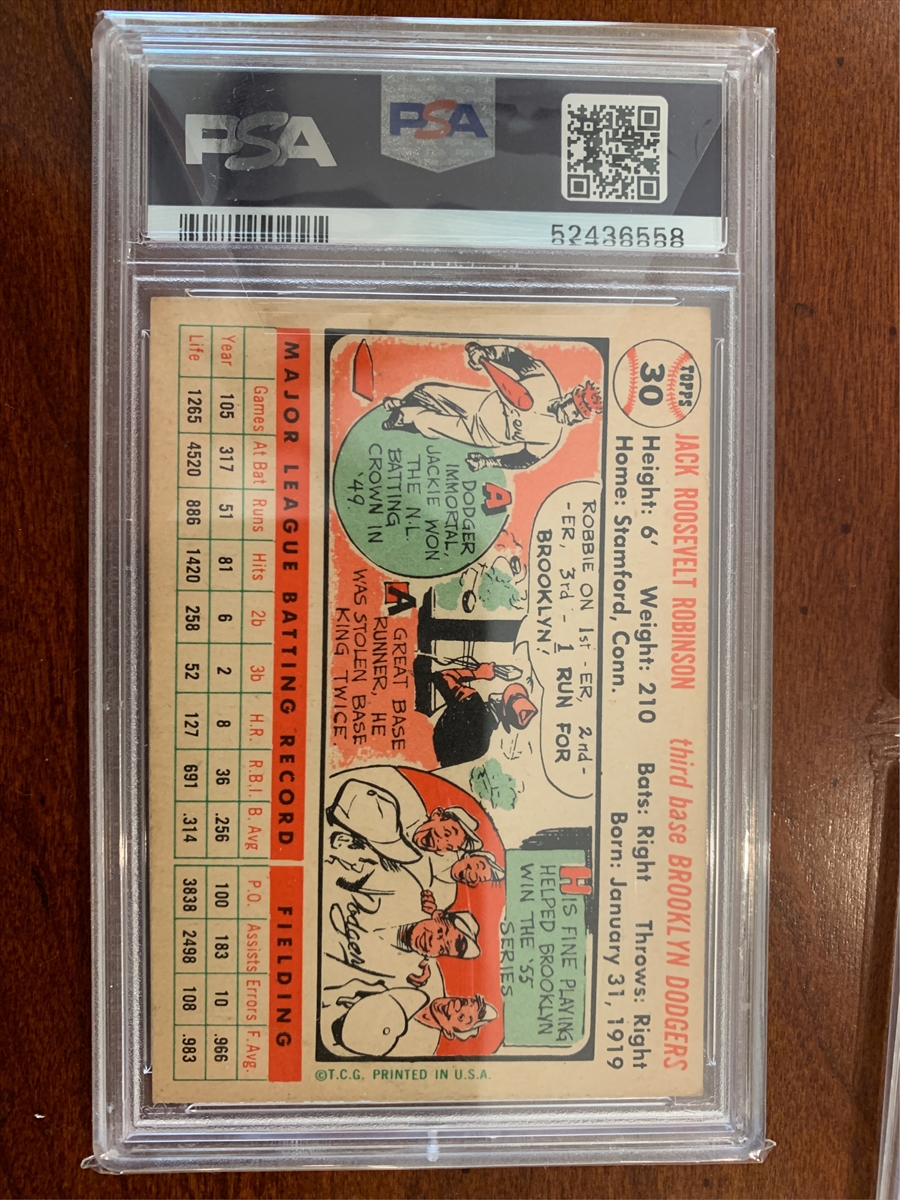 PSA
PSA
52436558
TOPPS
30
JACK ROOSEVELT ROBINSON third base BROOKLYN DODGERS
Height: 6' Weight: 210 Bats: Right Throws: Right
Home: Stamford, Conn. Born: January 31, 1919
DODGER
IMMORTAL,
JACKIE WON
THE N.L.
BATTING
CROWN IN
'49.
ROBBIE ON 1st-ER, 2nd-
-ER, 3rd - 1 RUN FOR
BROOKLYN!
A GREAT BASE
RUNNER, HE
WAS STOLEN BASE
KING TWICE.
HIS FINE PLAYING
HELPED BROOKLYN
WIN THE '55
SERIES
MAJOR LEAGUE BATTING RECORD FIELDING
Games At Bat Runs Hits 2b 3b H.R. R.B.I. B. Avg P.O. Assists Errors F. Avg.
Year 105 317 51 81 6 2 8 36 .256 100 183 10 .966
Life 1265 4520 886 1420 258 52 127 691 .314 3838 2498 108 .983
©T.C.G. PRINTED IN U.S.A.